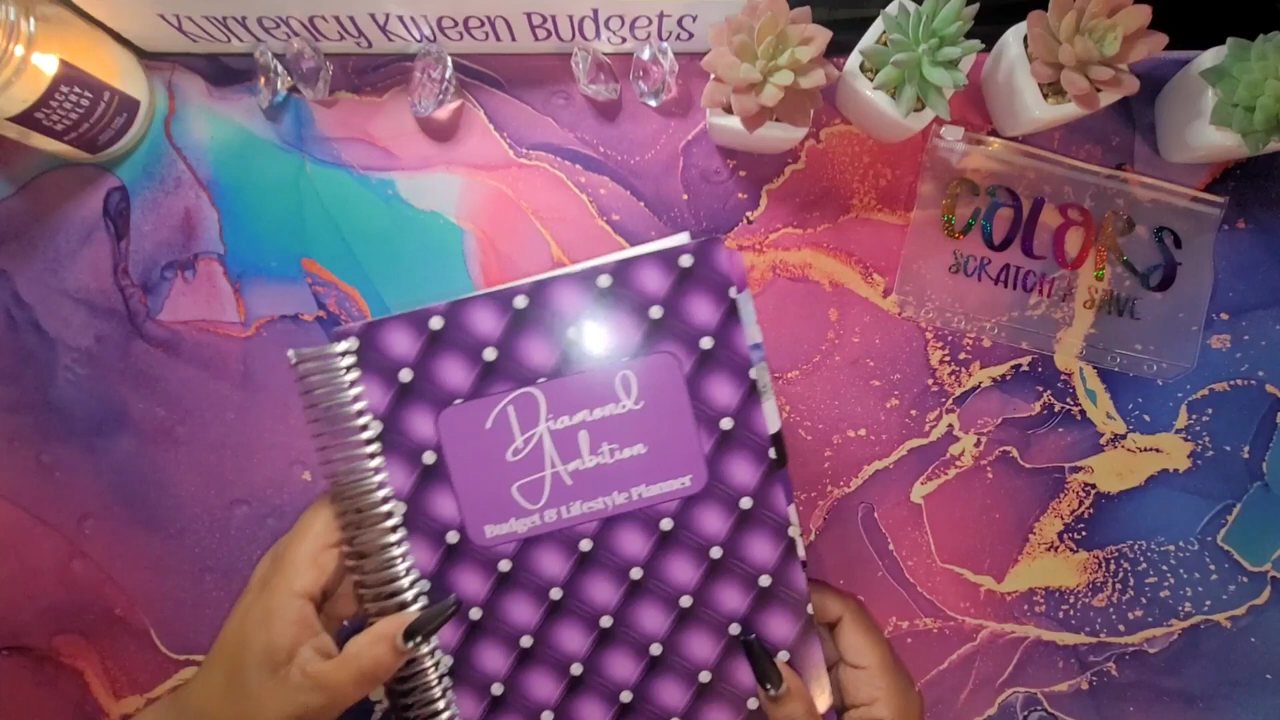 Kurrency Kween Budgets
BLACK
CHERRY
MERLOT
COLORS
SCRATCH & SAVE
Diamond
Ambition
Budget & Lifestyle Planner